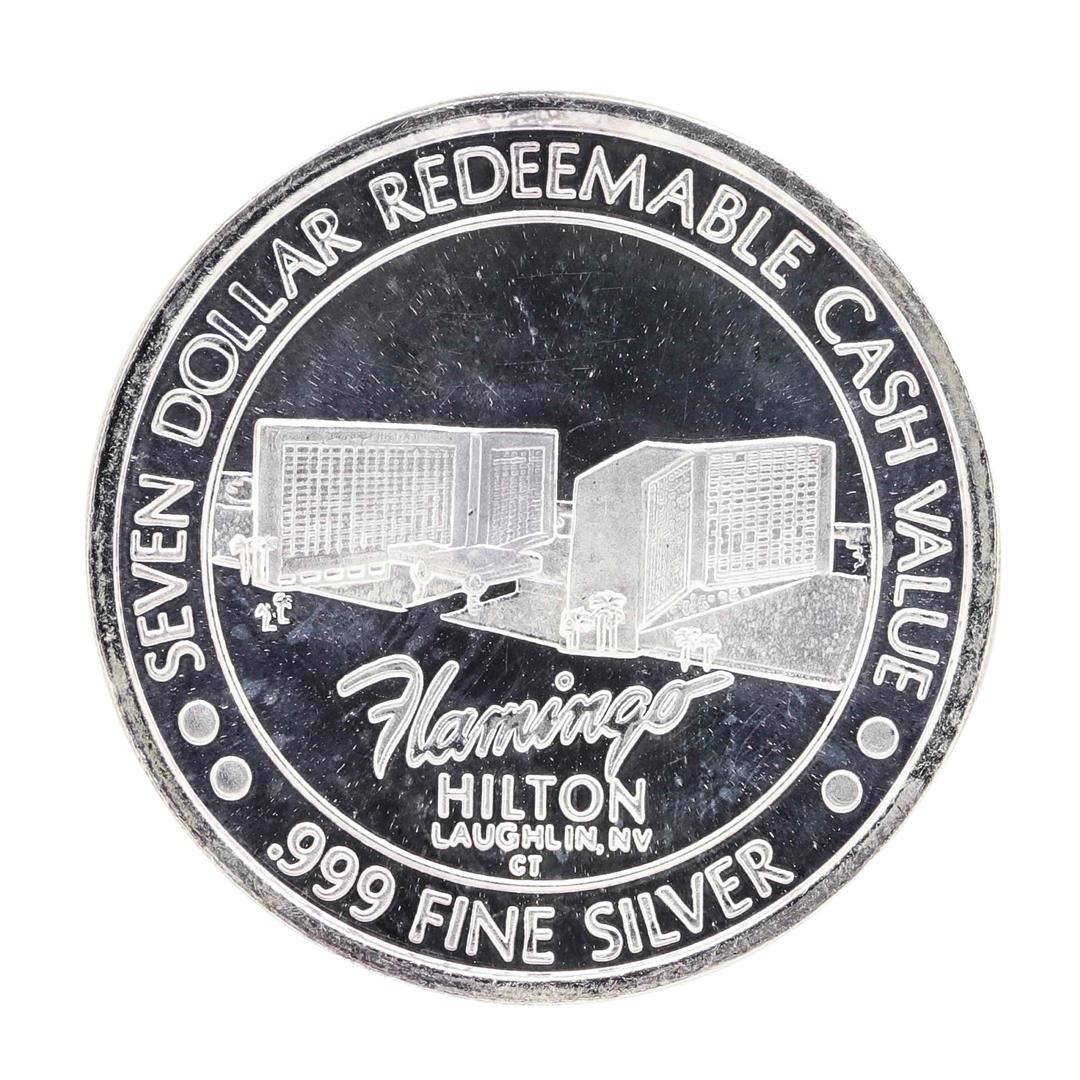 SEVEN DOLLAR REDEEMABLE CASH VALUE
Flamingo
HILTON
LAUGHLIN, NV
CT
.999 FINE SILVER